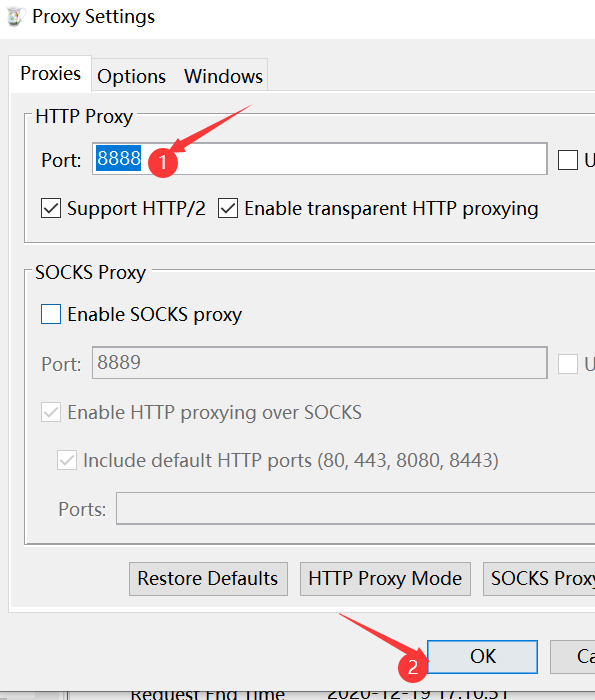 Proxy Settings
Proxies Options Windows
HTTP Proxy
Port: 8888 1 U
Support HTTP/2 Enable transparent HTTP proxying
SOCKS Proxy
Enable SOCKS proxy
Port: 8889 U
Enable HTTP proxying over SOCKS
Include default HTTP ports (80, 443, 8080, 8443)
Ports:
Restore Defaults HTTP Proxy Mode SOCKS Proxy
2 OK Ca
Request End Time 2020-12-19 17:10:51